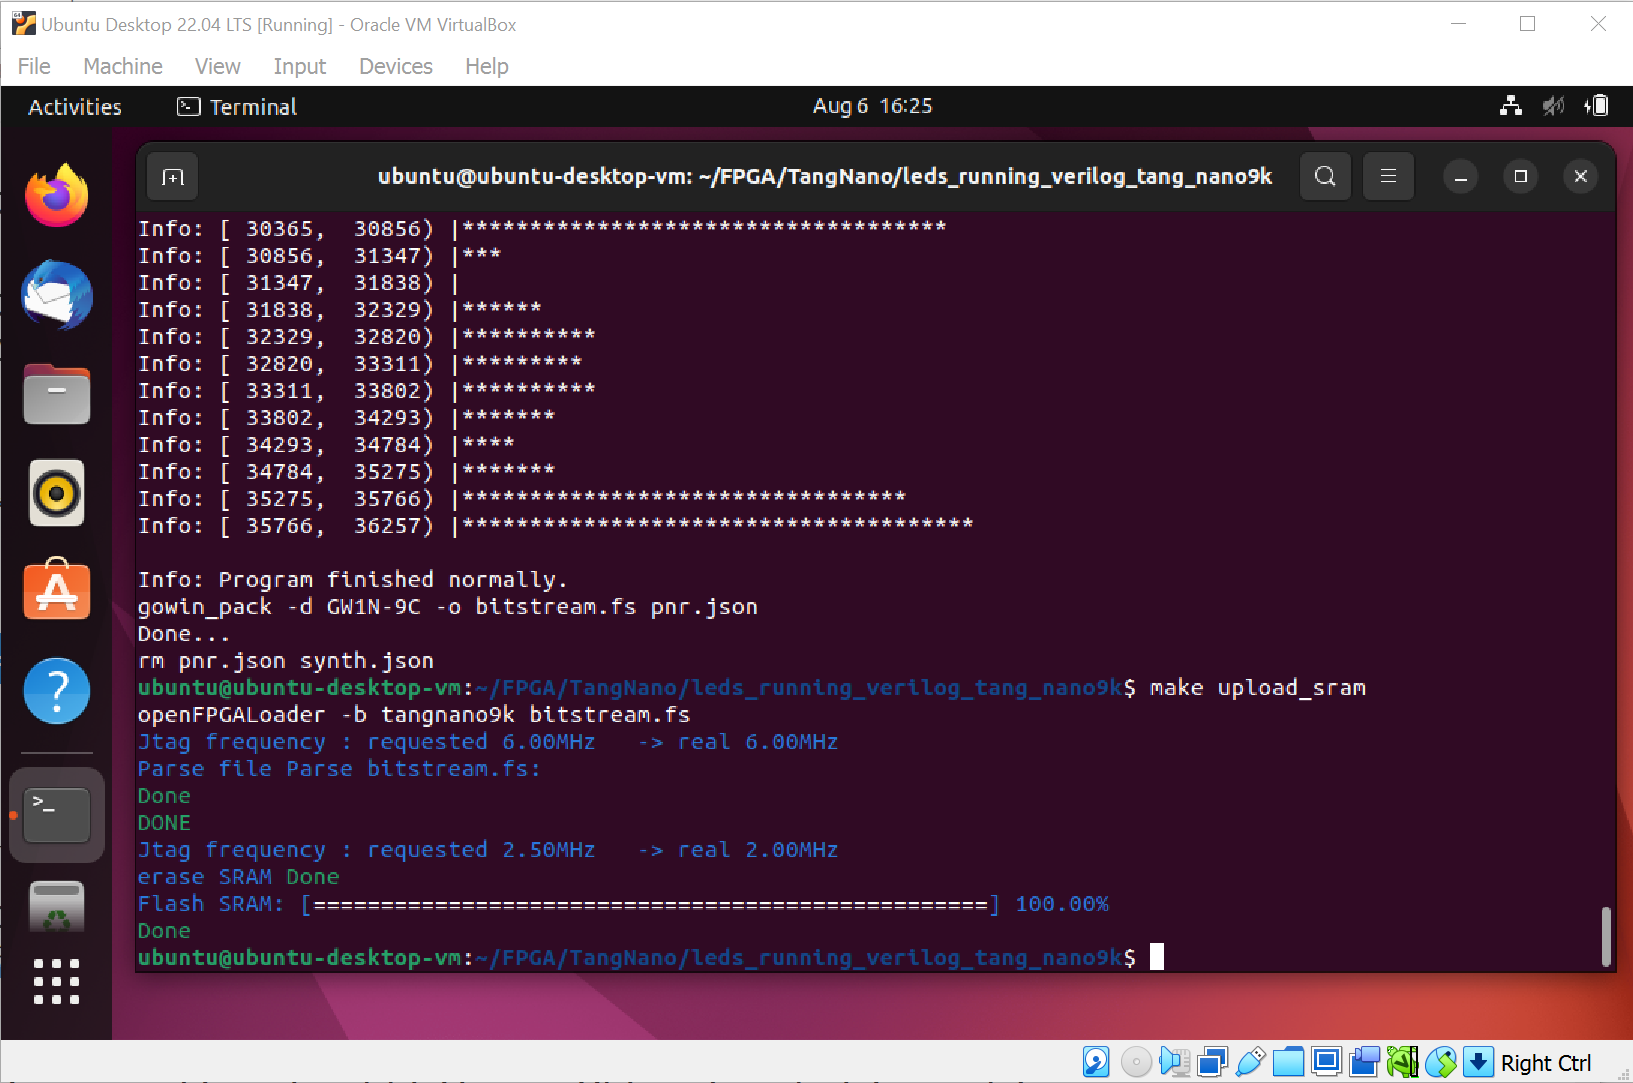 Ubuntu Desktop 22.04 LTS [Running] - Oracle VM VirtualBox
File Machine View Input Devices Help
Activities Terminal Aug 6 16:25
ubuntu@ubuntu-desktop-vm: ~/FPGA/TangNano/leds_running_verilog_tang_nano9k
Info: [ 30365,  30856) |************************************
Info: [ 30856,  31347) |***
Info: [ 31347,  31838) |
Info: [ 31838,  32329) |******
Info: [ 32329,  32820) |**********
Info: [ 32820,  33311) |*********
Info: [ 33311,  33802) |**********
Info: [ 33802,  34293) |*******
Info: [ 34293,  34784) |****
Info: [ 34784,  35275) |*******
Info: [ 35275,  35766) |*********************************
Info: [ 35766,  36257) |**************************************
Info: Program finished normally.
gowin_pack -d GW1N-9C -o bitstream.fs pnr.json
Done...
rm pnr.json synth.json
ubuntu@ubuntu-desktop-vm:~/FPGA/TangNano/leds_running_verilog_tang_nano9k$ make upload_sram
openFPGALoader -b tangnano9k bitstream.fs
Jtag frequency : requested 6.00MHz   -> real 6.00MHz
Parse file Parse bitstream.fs:
Done
DONE
Jtag frequency : requested 2.50MHz   -> real 2.00MHz
erase SRAM Done
Flash SRAM: [==================================================] 100.00%
Done
ubuntu@ubuntu-desktop-vm:~/FPGA/TangNano/leds_running_verilog_tang_nano9k$
Right Ctrl